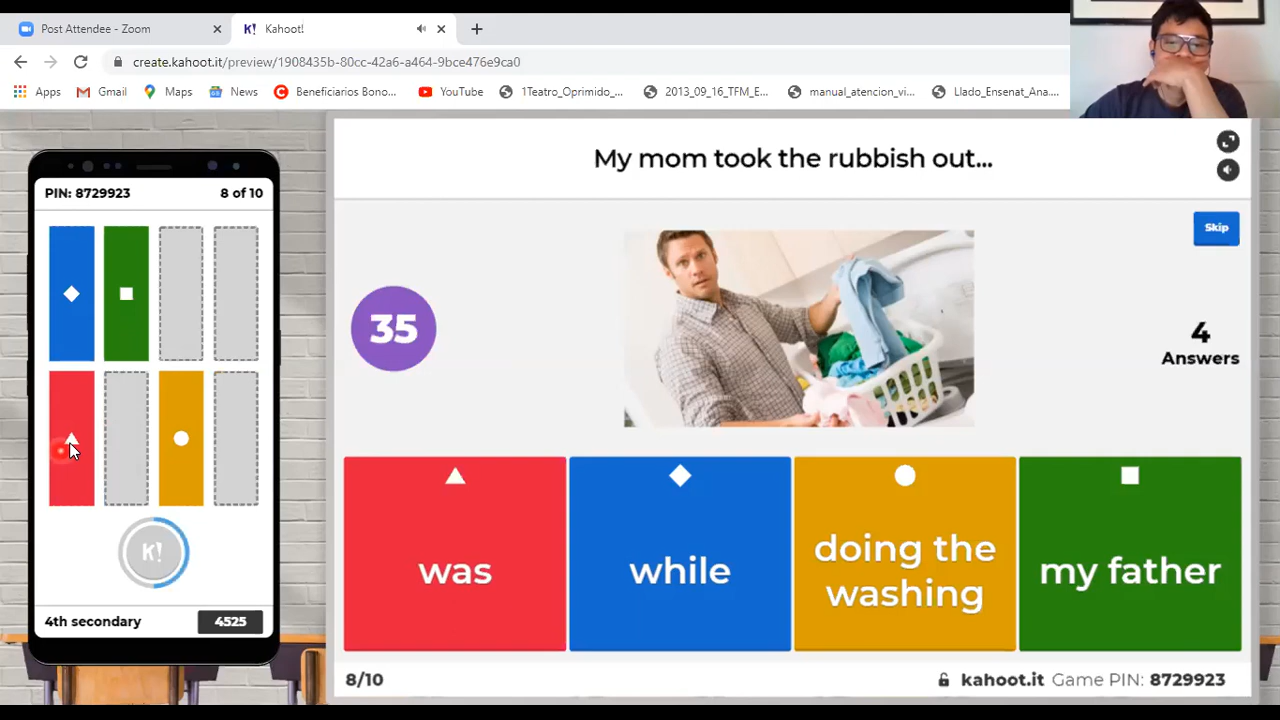 Post Attendee - Zoom
K! Kahoot!
create.kahoot.it/preview/1908435b-80cc-42a6-a464-9bce476e9ca0
Apps
Gmail
Maps
News
Beneficiarios Bono...
YouTube
1Teatro_Oprimido_...
2013_09_16_TFM_E...
manual_atencion_vi...
Llado_Ensenat_Ana....
PIN: 8729923
8 of 10
K!
4th secondary
4525
My mom took the rubbish out...
Skip
35
4
Answers
was
while
doing the
washing
my father
8/10
kahoot.it Game PIN: 8729923